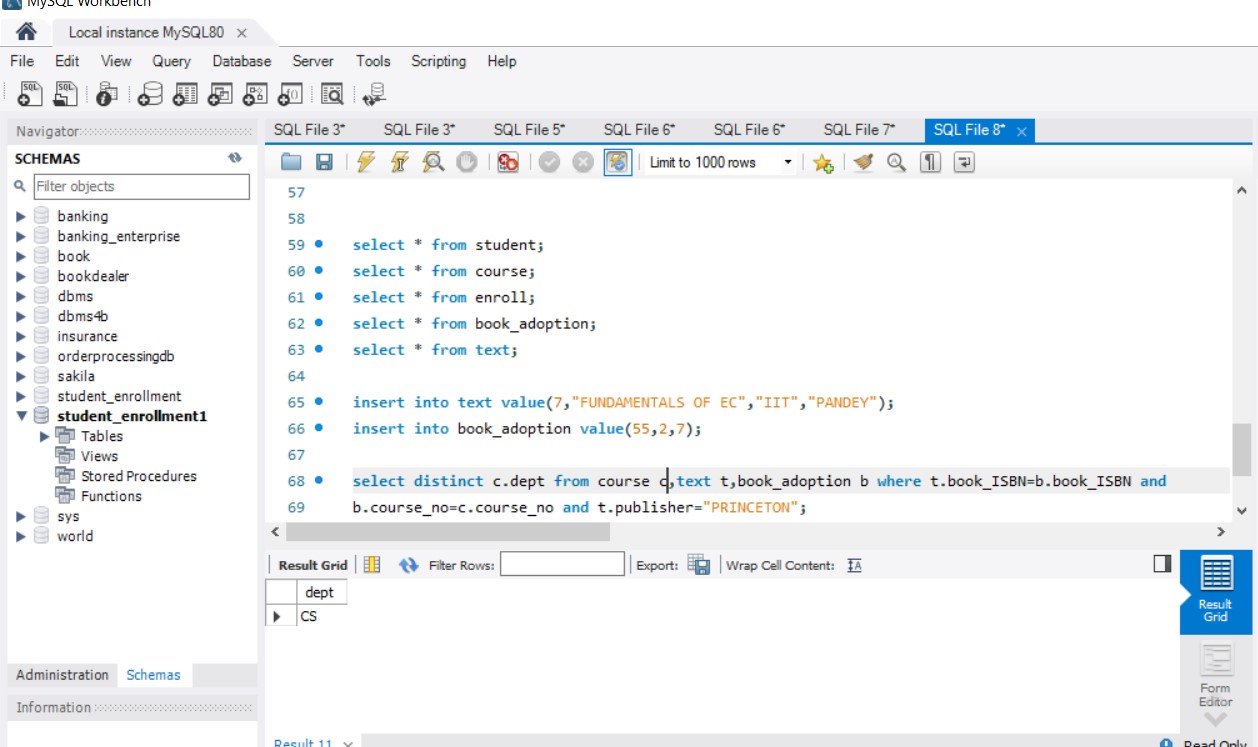 MySQL Workbench
Local instance MySQL80
File Edit View Query Database Server Tools Scripting Help
Navigator
SCHEMAS
Filter objects
banking
banking_enterprise
book
bookdealer
dbms
dbms4b
insurance
orderprocessingdb
sakila
student_enrollment
student_enrollment1
Tables
Views
Stored Procedures
Functions
sys
world
Administration Schemas
Information
SQL File 3* SQL File 3* SQL File 5* SQL File 6* SQL File 6* SQL File 7* SQL File 8*
Limit to 1000 rows
57
58
59 select * from student;
60 select * from course;
61 select * from enroll;
62 select * from book_adoption;
63 select * from text;
64
65 insert into text value(7,"FUNDAMENTALS OF EC","IIT","PANDEY");
66 insert into book_adoption value(55,2,7);
67
68 select distinct c.dept from course c,text t,book_adoption b where t.book_ISBN=b.book_ISBN and
69 b.course_no=c.course_no and t.publisher="PRINCETON";
Result Grid Filter Rows: Export: Wrap Cell Content:
dept
CS
Result
Grid
Form
Editor
Result 11
Read Only